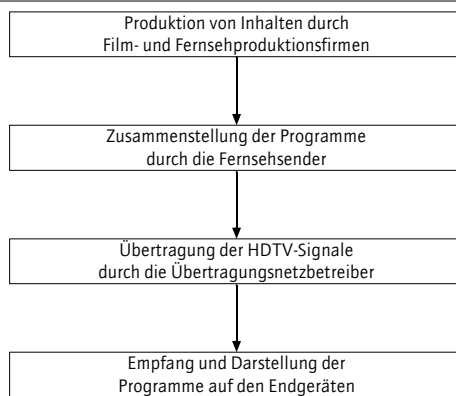 Produktion von Inhalten durch
Film- und Fernsehproduktionsfirmen
Zusammenstellung der Programme
durch die Fernsehsender
Übertragung der HDTV-Signale
durch die Übertragungsnetzbetreiber
Empfang und Darstellung der
Programme auf den Endgeräten